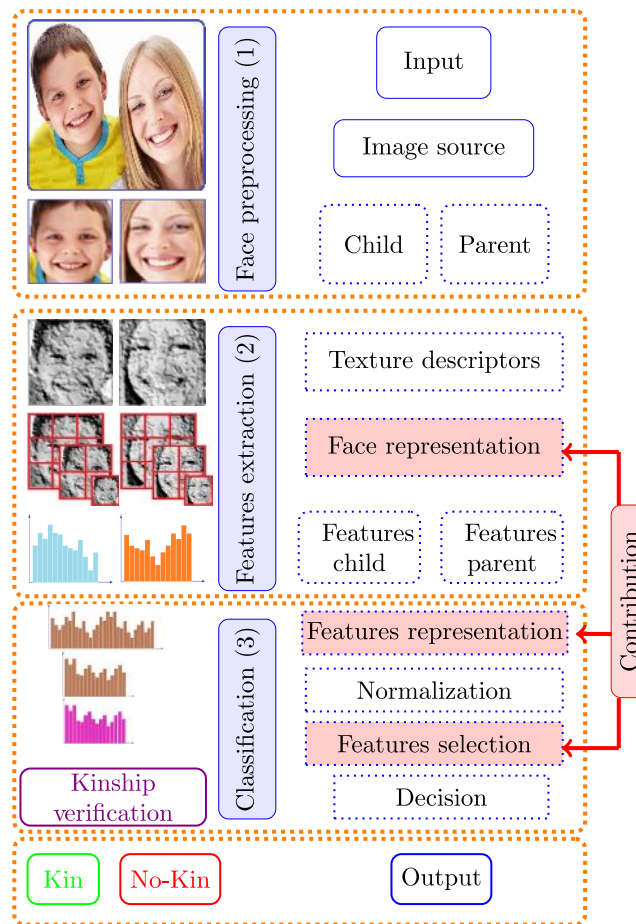 Face preprocessing (1)
Input
Image source
Child
Parent
Features extraction (2)
Texture descriptors
Face representation
Features
child
Features
parent
Contribution
Classification (3)
Features representation
Normalization
Features selection
Decision
Kinship
verification
Kin
No-Kin
Output